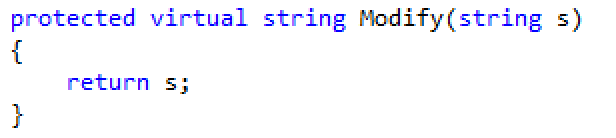 protected virtual string Modify(string s)
{
    return s;
}